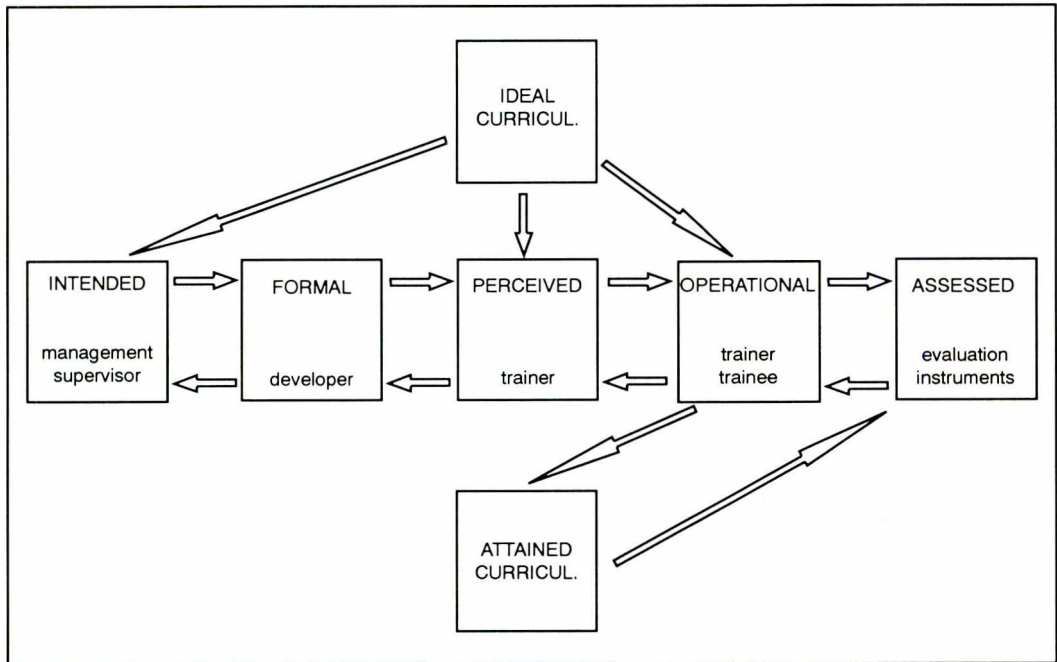 IDEAL
CURRICUL.
INTENDED
management
supervisor
FORMAL
developer
PERCEIVED
trainer
OPERATIONAL
trainer
trainee
ASSESSED
evaluation
instruments
ATTAINED
CURRICUL.